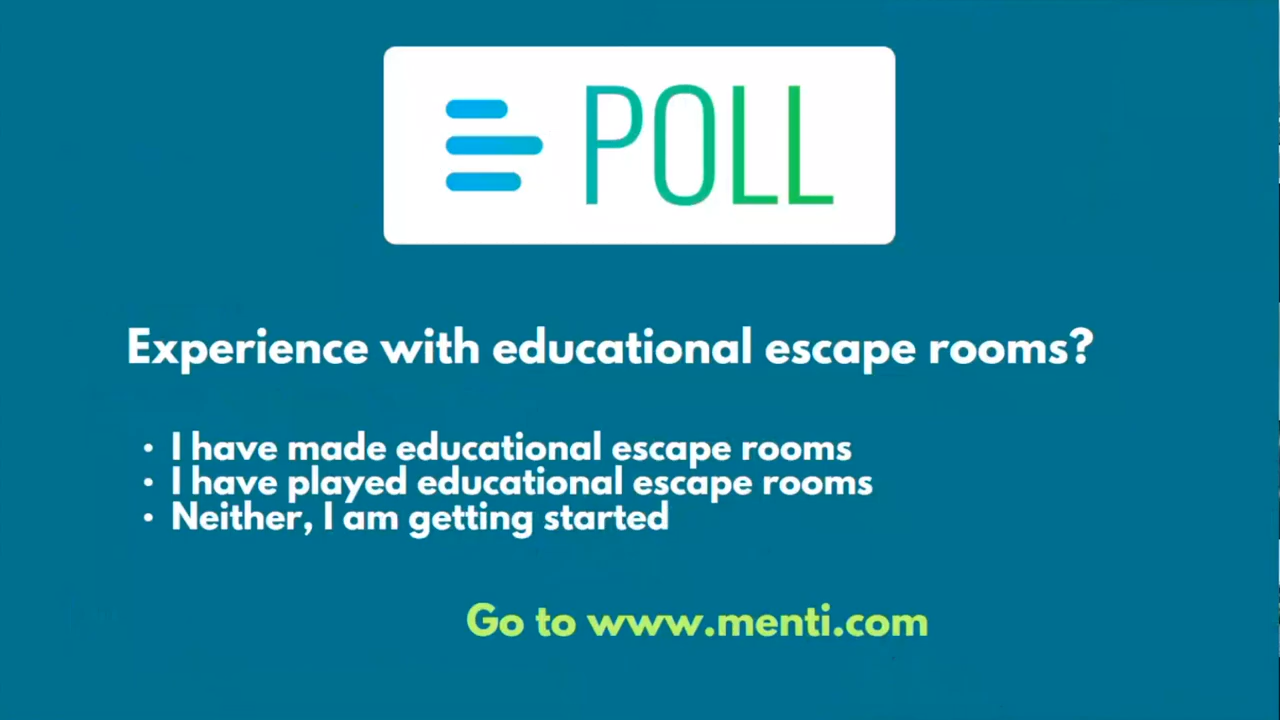 POLL
Experience with educational escape rooms?
• I have made educational escape rooms
• I have played educational escape rooms
• Neither, I am getting started
Go to www.menti.com